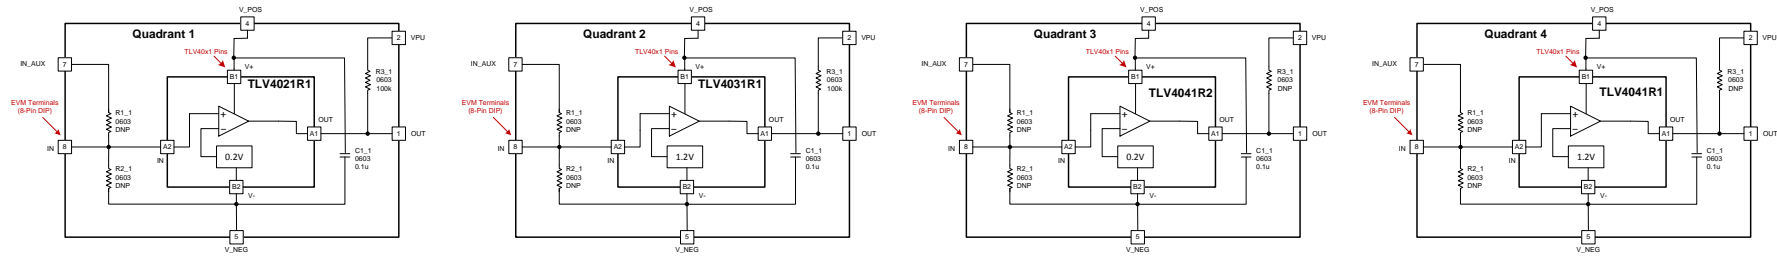 V_POS
4
Quadrant 1
2
VPU
TLV40x1 Pins
IN_AUX
7
V+
B1
R3_1
0603
100k
TLV4021R1
EVM Terminals
(8-Pin DIP)
R1_1
0603
DNP
+
−
OUT
A1
1
OUT
IN
8
A2
IN
0.2V
C1_1
0603
0.1u
R2_1
0603
DNP
B2
V-
5
V_NEG
V_POS
4
Quadrant 2
2
VPU
TLV40x1 Pins
IN_AUX
7
V+
B1
R3_1
0603
100k
TLV4031R1
EVM Terminals
(8-Pin DIP)
R1_1
0603
DNP
+
−
OUT
A1
1
OUT
IN
8
A2
IN
1.2V
C1_1
0603
0.1u
R2_1
0603
DNP
B2
V-
5
V_NEG
V_POS
4
Quadrant 3
2
VPU
TLV40x1 Pins
IN_AUX
7
V+
B1
R3_1
0603
DNP
TLV4041R2
EVM Terminals
(8-Pin DIP)
R1_1
0603
DNP
+
−
OUT
A1
1
OUT
IN
8
A2
IN
0.2V
C1_1
0603
0.1u
R2_1
0603
DNP
B2
V-
5
V_NEG
V_POS
4
Quadrant 4
2
VPU
TLV40x1 Pins
IN_AUX
7
V+
B1
R3_1
0603
DNP
TLV4041R1
EVM Terminals
(8-Pin DIP)
R1_1
0603
DNP
+
−
OUT
A1
1
OUT
IN
8
A2
IN
1.2V
C1_1
0603
0.1u
R2_1
0603
DNP
B2
V-
5
V_NEG